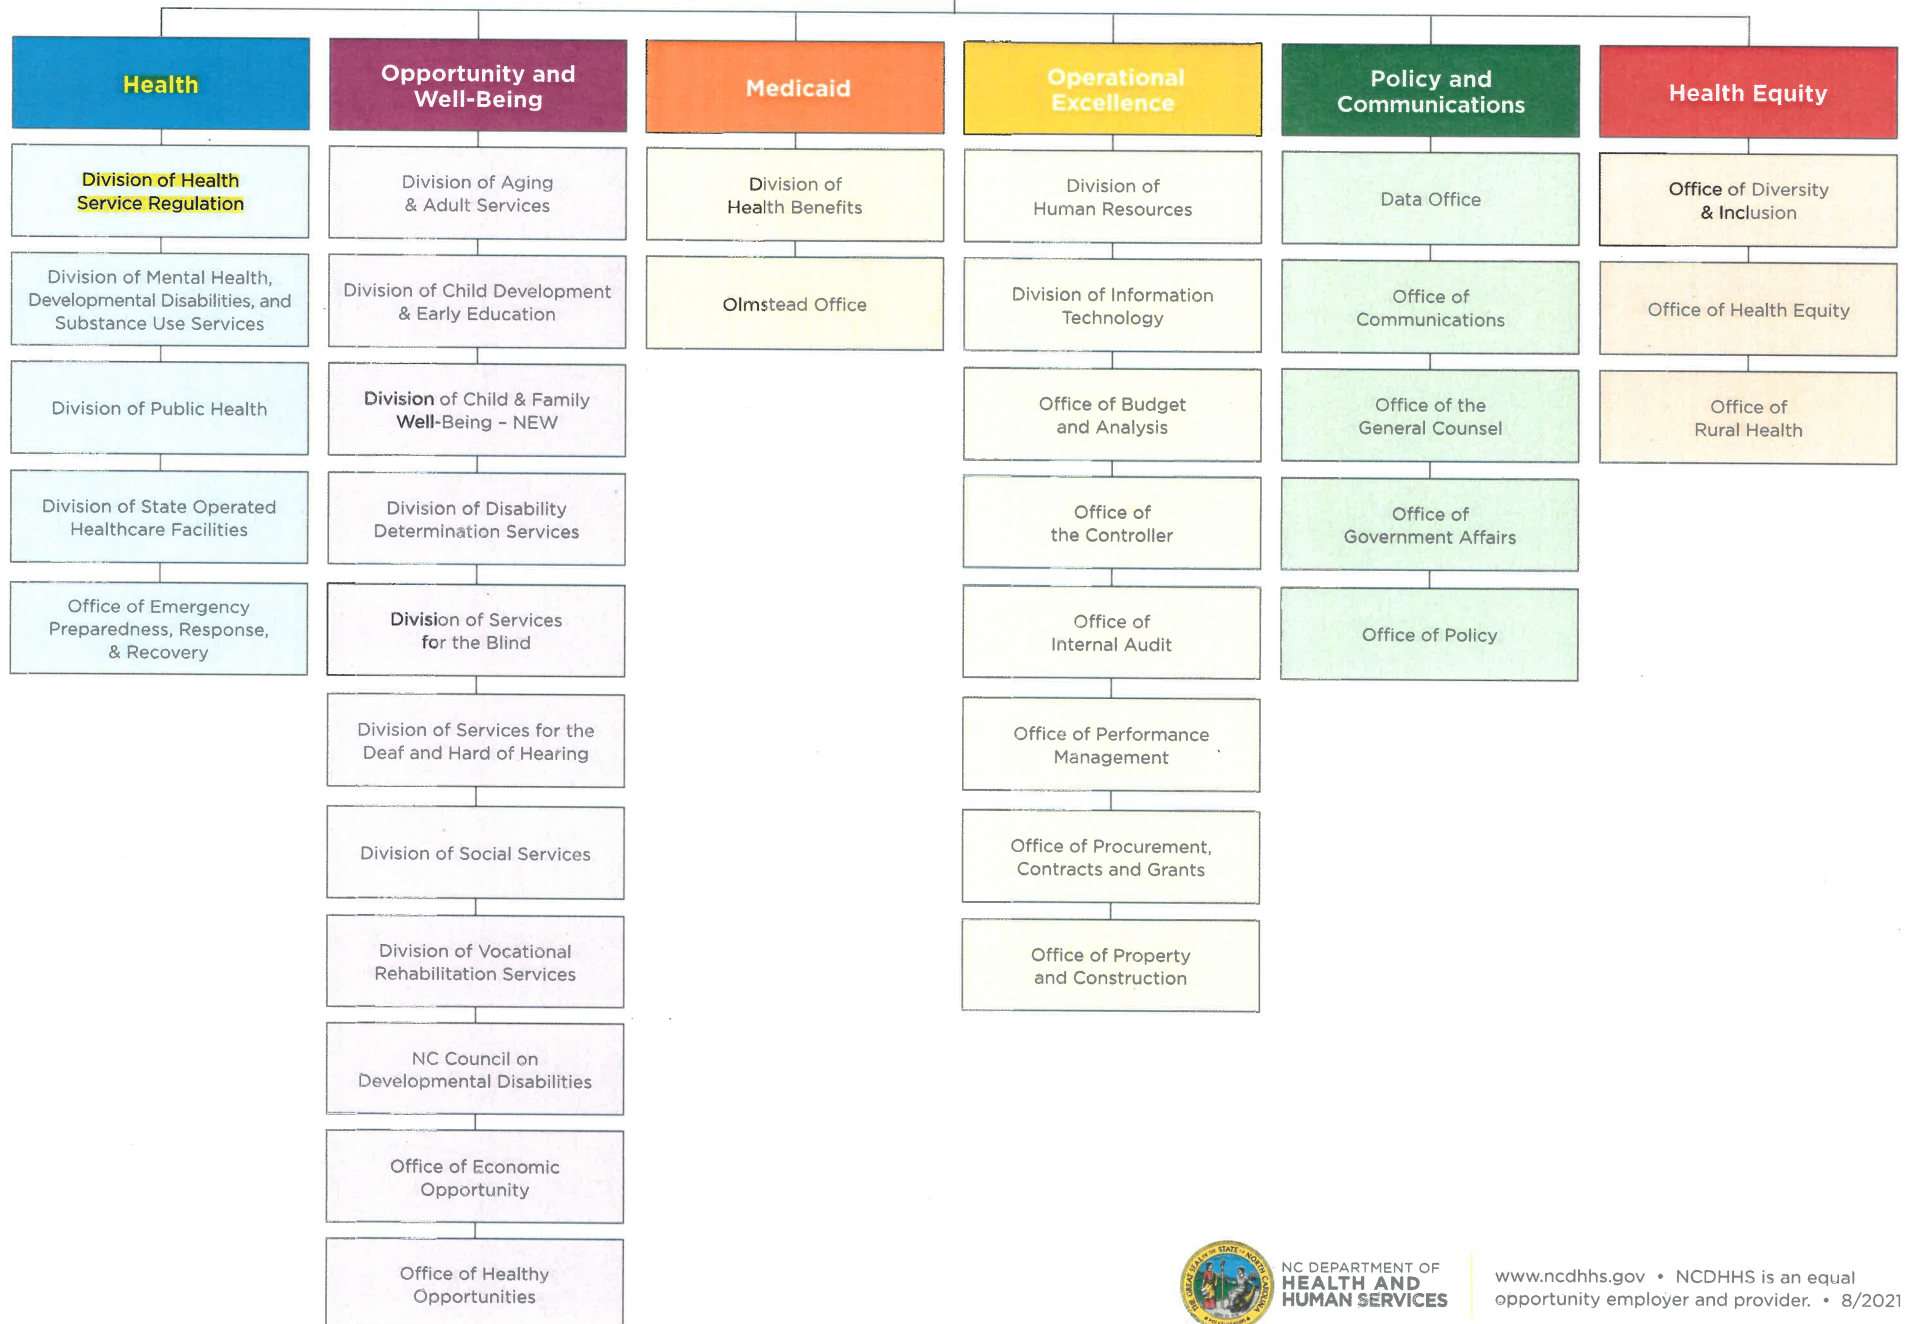 Health
Division of Health
Service Regulation
Division of Mental Health,
Developmental Disabilities, and
Substance Use Services
Division of Public Health
Division of State Operated
Healthcare Facilities
Office of Emergency
Preparedness, Response,
& Recovery
Opportunity and
Well-Being
Division of Aging
& Adult Services
Division of Child Development
& Early Education
Division of Child & Family
Well-Being – NEW
Division of Disability
Determination Services
Division of Services
for the Blind
Division of Services for the
Deaf and Hard of Hearing
Division of Social Services
Division of Vocational
Rehabilitation Services
NC Council on
Developmental Disabilities
Office of Economic
Opportunity
Office of Healthy
Opportunities
Medicaid
Division of
Health Benefits
Olmstead Office
Operational
Excellence
Division of
Human Resources
Division of Information
Technology
Office of Budget
and Analysis
Office of
the Controller
Office of
Internal Audit
Office of Performance
Management
Office of Procurement,
Contracts and Grants
Office of Property
and Construction
Policy and
Communications
Data Office
Office of
Communications
Office of the
General Counsel
Office of
Government Affairs
Office of Policy
Health Equity
Office of Diversity
& Inclusion
Office of Health Equity
Office of
Rural Health
THE GREAT SEAL OF THE STATE OF NORTH CAROLINA
NC DEPARTMENT OF
HEALTH AND
HUMAN SERVICES
www.ncdhhs.gov • NCDHHS is an equal
opportunity employer and provider. • 8/2021